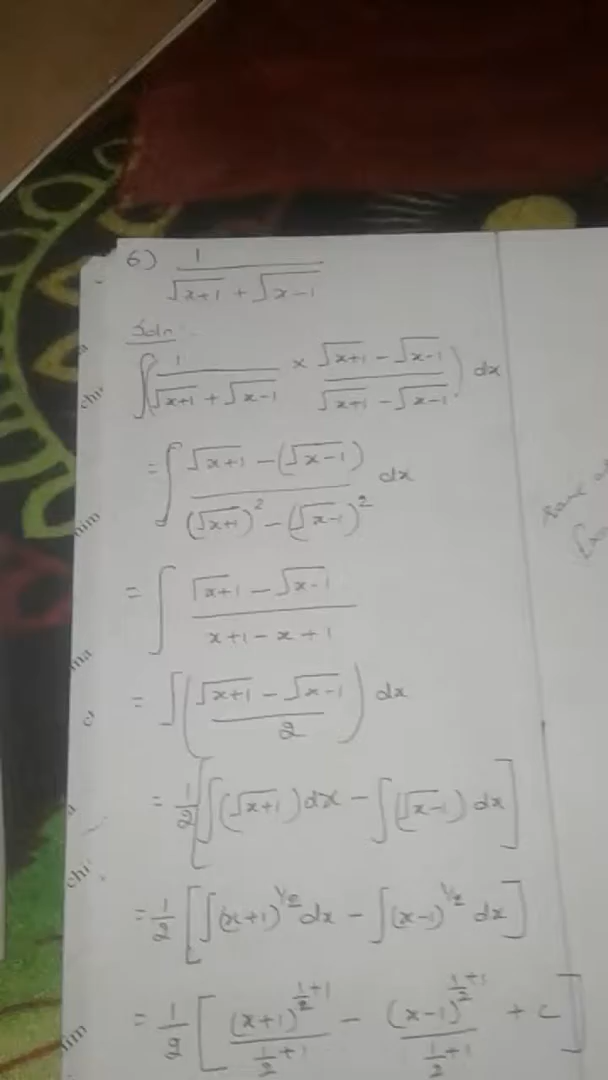 6) 1/(√(x+1) + √(x-1))
Soln:
∫(1/(√(x+1) + √(x-1)) × (√(x+1) - √(x-1))/(√(x+1) - √(x-1))) dx
= ∫ (√(x+1) - (√(x-1)))/((√(x+1))² - (√(x-1))²) dx
= ∫ (√(x+1) - √(x-1))/(x+1-x+1)
= ∫((√(x+1) - √(x-1))/2) dx
= 1/2 [∫(√(x+1)) dx - ∫(√(x-1)) dx]
= 1/2 [∫(x+1)^(1/2) dx - ∫(x-1)^(1/2) dx]
= 1/2 [(x+1)^(1/2+1)/(1/2+1) - (x-1)^(1/2+1)/(1/2+1) + c]